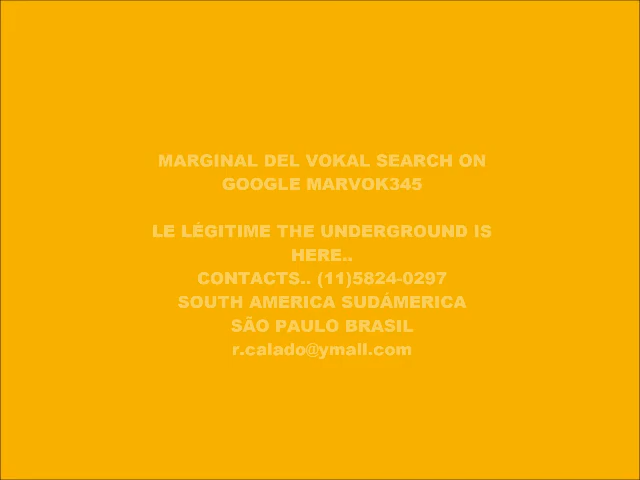 MARGINAL DEL VOKAL SEARCH ON
GOOGLE MARVOK345
LE LÉGITIME THE UNDERGROUND IS
HERE..
CONTACTS.. (11)5824-0297
SOUTH AMERICA SUDÁMERICA
SÃO PAULO BRASIL
r.calado@ymail.com